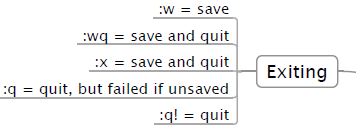 :w = save
:wq = save and quit
:x = save and quit
:q = quit, but failed if unsaved
:q! = quit
Exiting